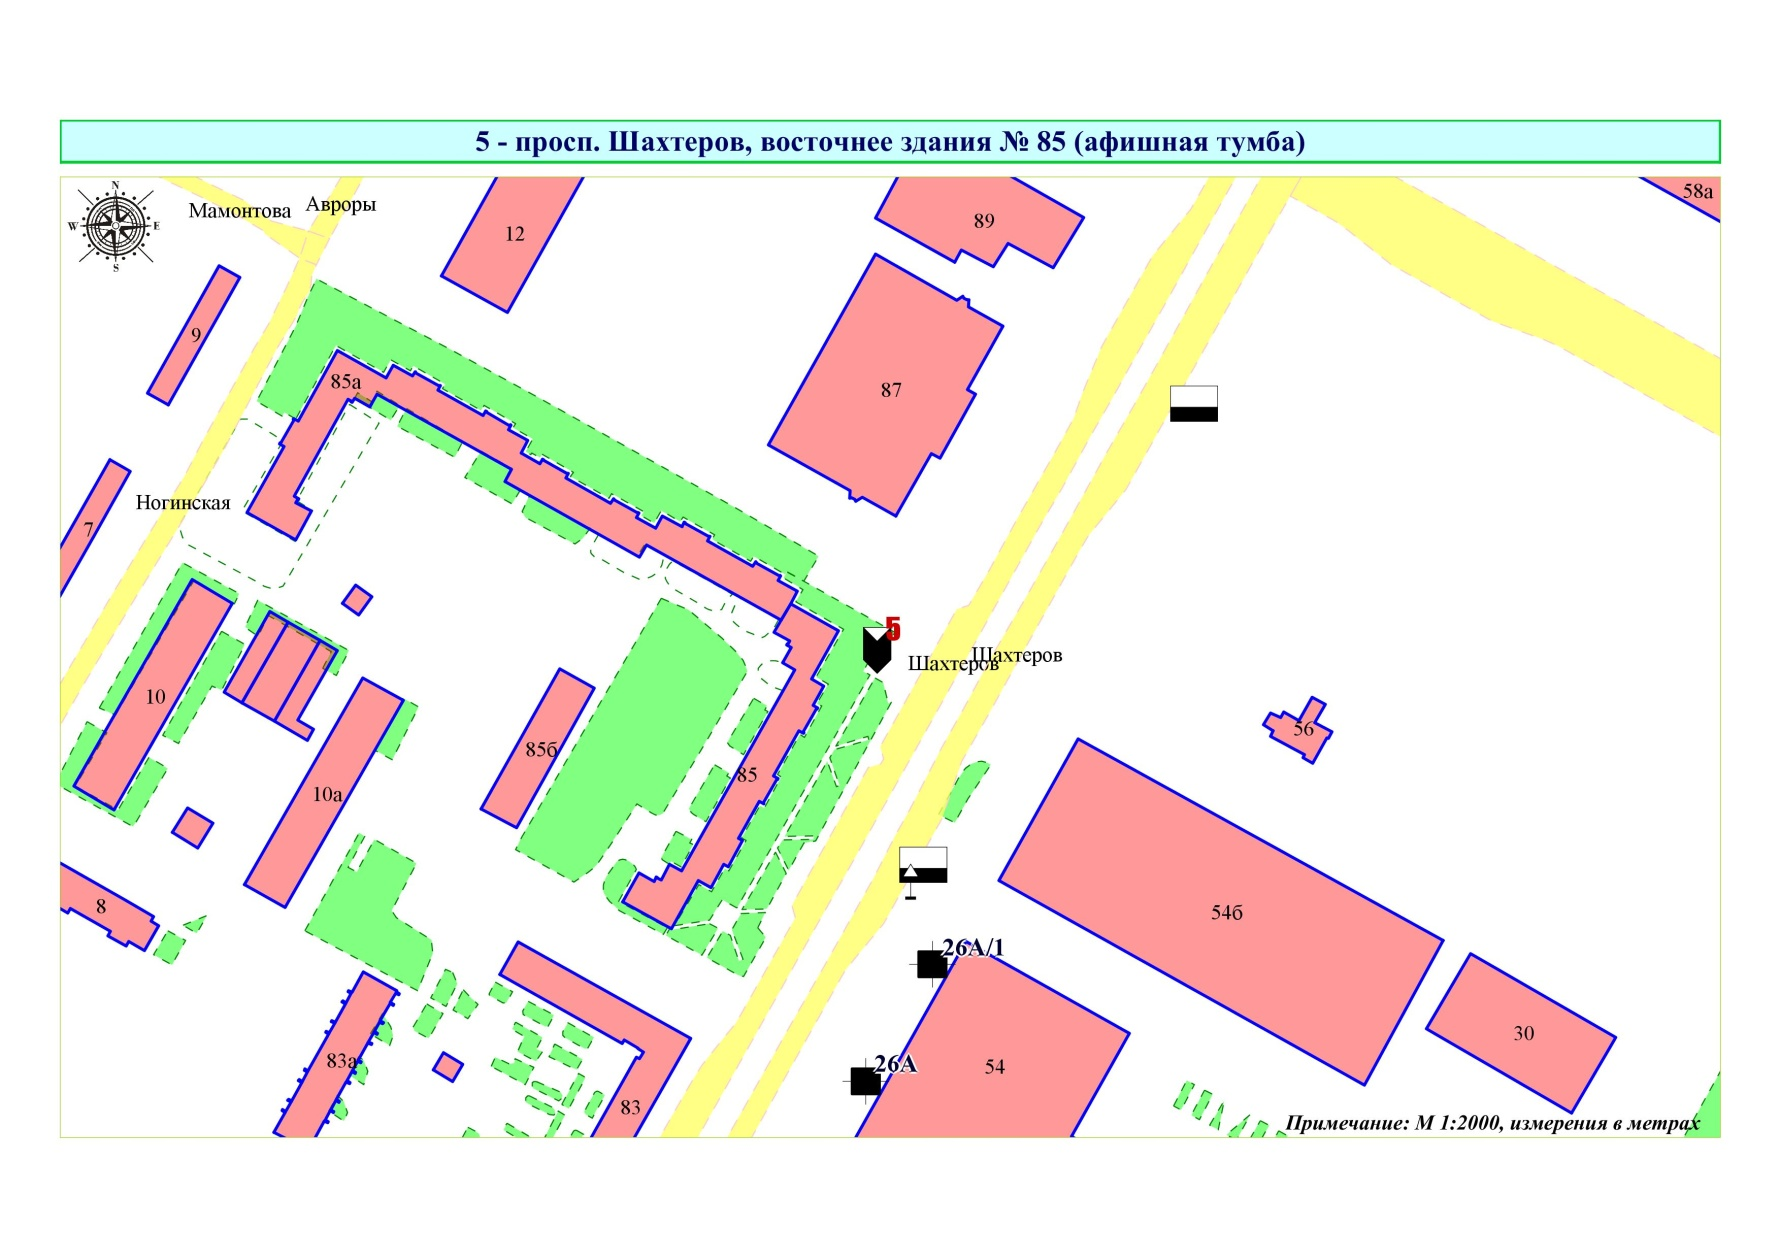 5 - просп. Шахтеров, восточнее здания № 85 (афишная тумба)
N
W
E
S
Мамонтова
Авроры
12
89
58а
9
85а
87
7
Ногинская
5
Шахтеров
Шахтеров
10
85б
85
56
10а
8
54б
26А/1
30
83а
26А
54
83
Примечание: М 1:2000, измерения в метрах